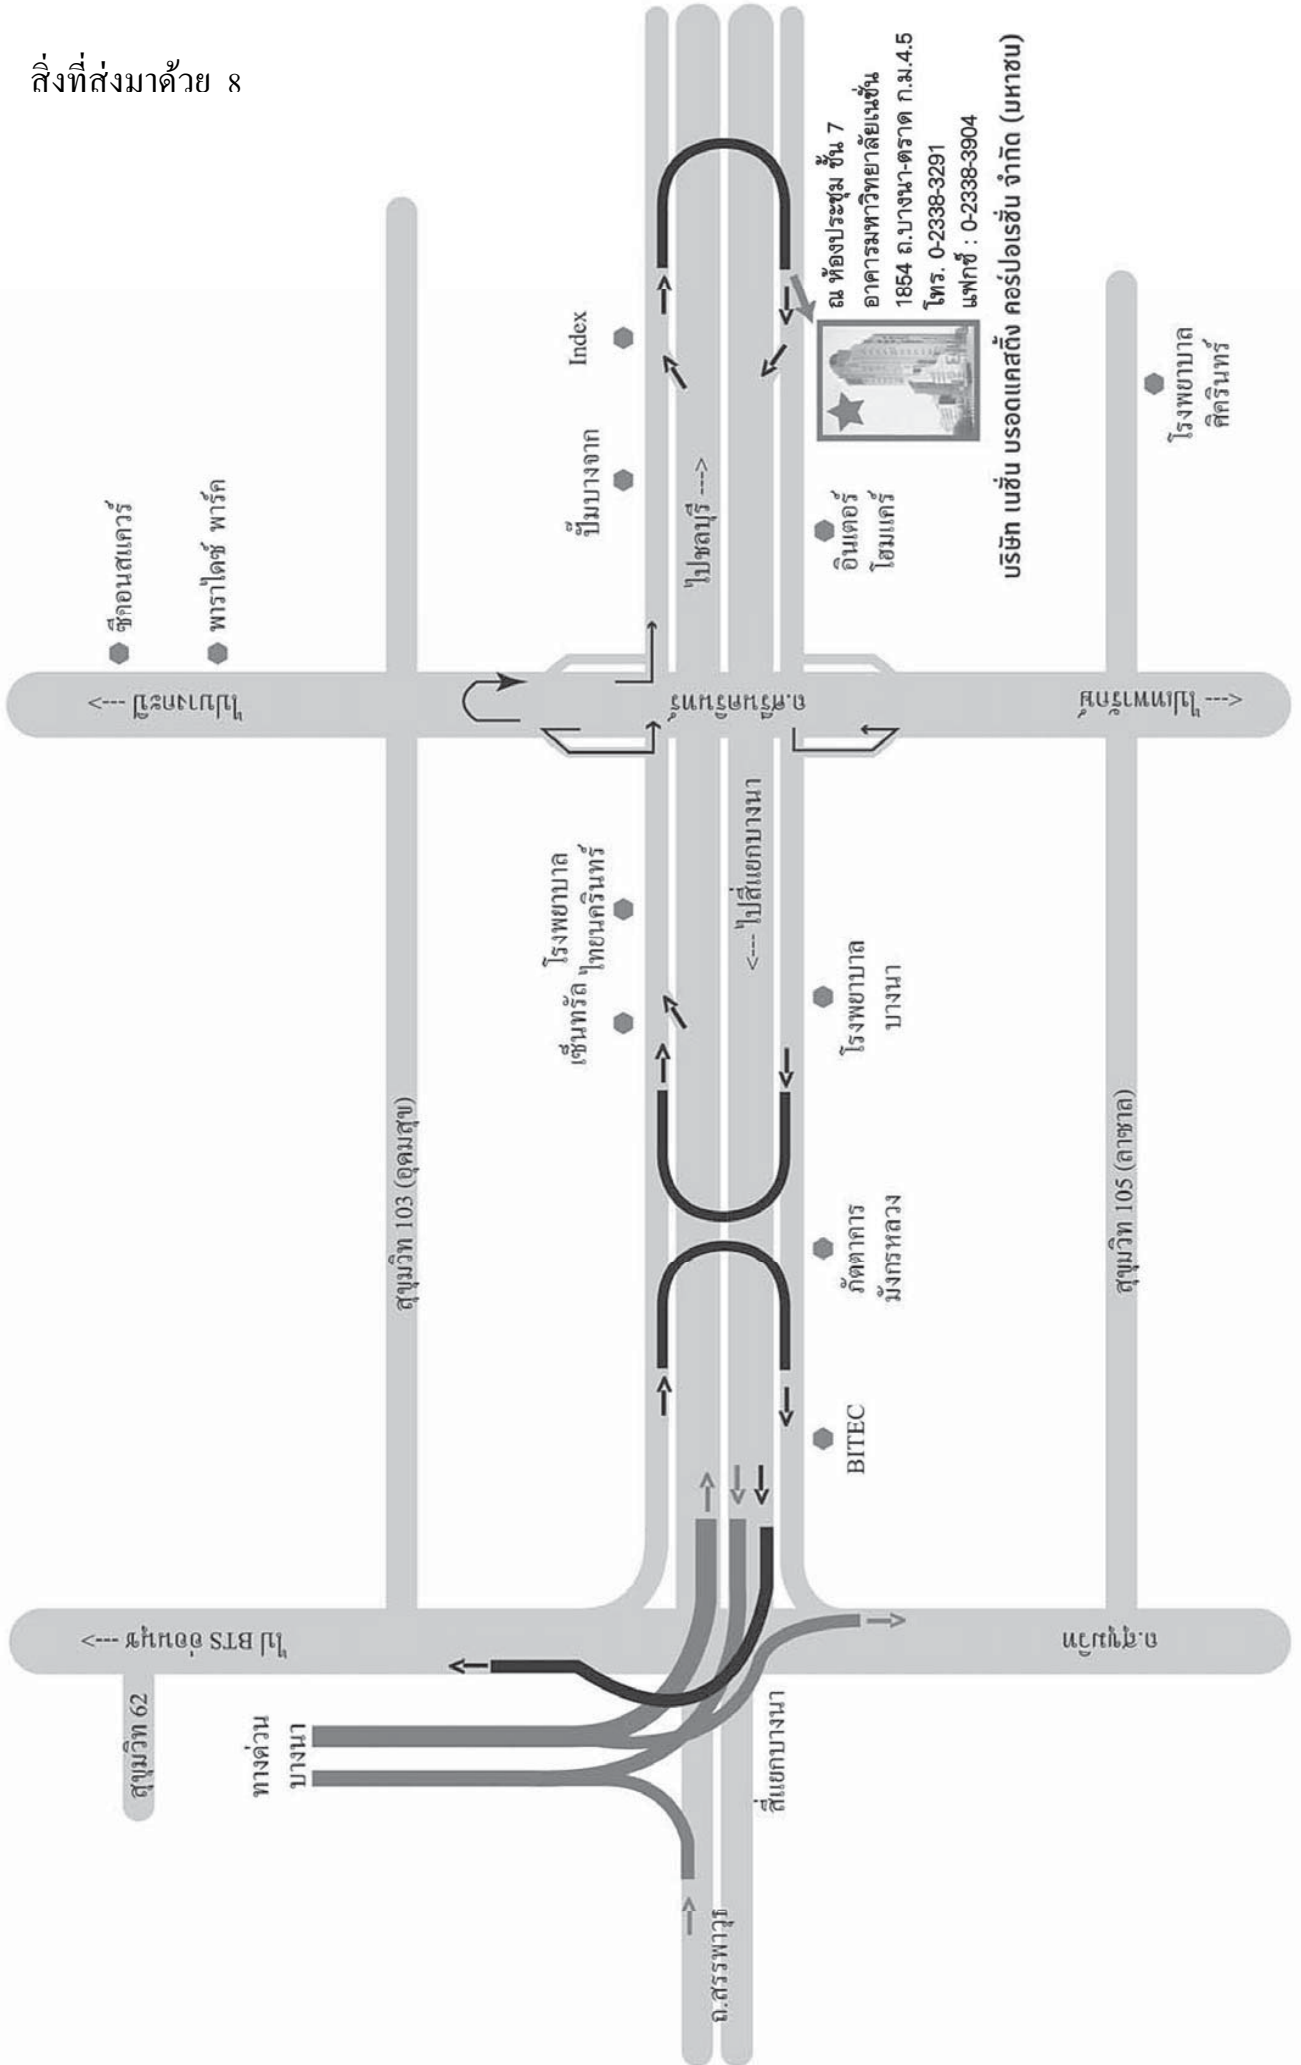 สิ่งที่ส่งมาด้วย 8
ซีคอนสแควร์
พาราไดซ์ พาร์ค
ไปบางกะปิ --->
Index
ปั๊มบางจาก
ไปชลบุรี --->
ณ ห้องประชุม ชั้น 7
อาคารมหาวิทยาลัยเนชั่น
1854 ถ.บางนา-ตราด ก.ม.4.5
โทร. 0-2338-3291
แฟกซ์ : 0-2338-3904
บริษัท เนชั่น บรอดแคสติ้ง คอร์ปอเรชั่น จำกัด (มหาชน)
อินเตอร์
โฮมแคร์
โรงพยาบาล
ศิครินทร์
ถ.ศรีนครินทร์
<--- ไปเทพารักษ์
โรงพยาบาล
ไทยนครินทร์
เซ็นทรัล
<--- ไปสี่แยกบางนา
โรงพยาบาล
บางนา
สุขุมวิท 103 (อุดมสุข)
ภัตตาคาร
มังกรหลวง
สุขุมวิท 105 (ลาซาล)
BITEC
ไป BTS อ่อนนุช --->
ถ.สุขุมวิท
สุขุมวิท 62
ทางด่วน
บางนา
สี่แยกบางนา
ถ.สรรพาวุธ